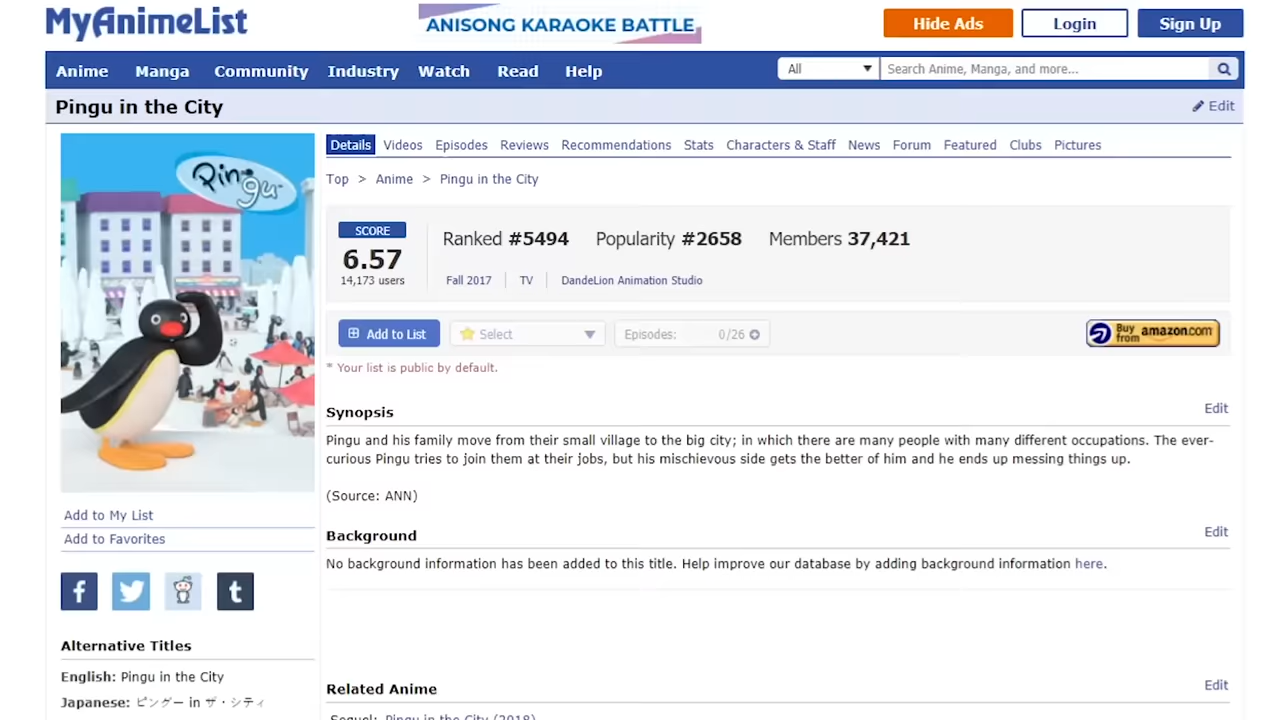 MyAnimeList
ANISONG KARAOKE BATTLE
Hide Ads
Login
Sign Up
Anime Manga Community Industry Watch Read Help
All
Search Anime, Manga, and more...
Pingu in the City
Edit
Pingu
Details Videos Episodes Reviews Recommendations Stats Characters & Staff News Forum Featured Clubs Pictures
Top > Anime > Pingu in the City
SCORE
6.57
14,173 users
Ranked #5494 Popularity #2658 Members 37,421
Fall 2017 TV DandeLion Animation Studio
Add to List
Select
Episodes: 0/26
Buy from amazon.com
* Your list is public by default.
Synopsis
Edit
Pingu and his family move from their small village to the big city; in which there are many people with many different occupations. The ever-
curious Pingu tries to join them at their jobs, but his mischievous side gets the better of him and he ends up messing things up.
(Source: ANN)
Background
Edit
No background information has been added to this title. Help improve our database by adding background information here.
Related Anime
Edit
Sequel: Pingu in the City (2018)
Add to My List
Add to Favorites
Alternative Titles
English: Pingu in the City
Japanese: ピングー in ザ・シティ